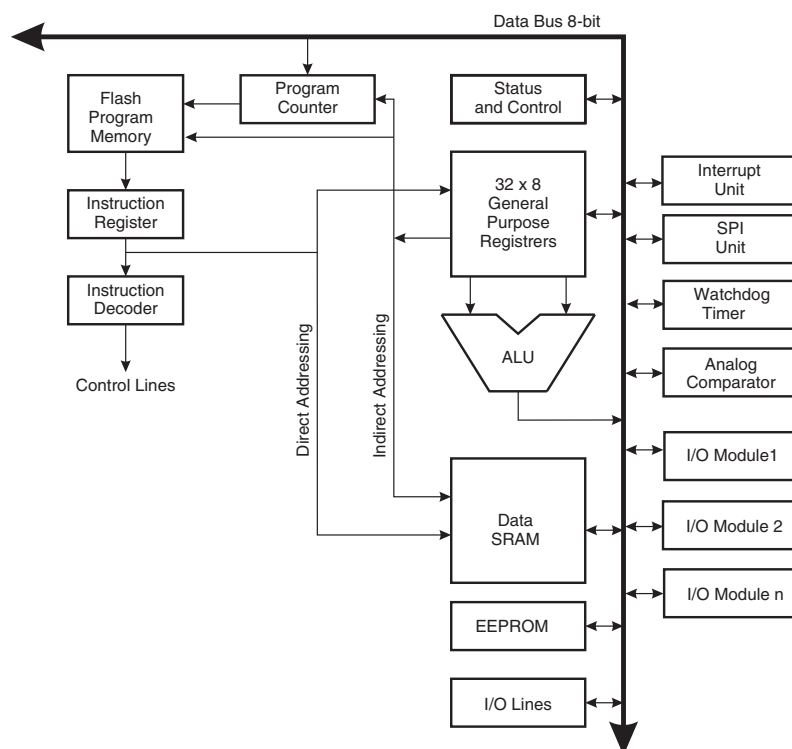 Data Bus 8-bit
Flash
Program
Memory
Program
Counter
Status
and Control
Instruction
Register
32 x 8
General
Purpose
Registrers
Interrupt
Unit
SPI
Unit
Instruction
Decoder
Watchdog
Timer
Control Lines
Direct Addressing
Indirect Addressing
ALU
Analog
Comparator
I/O Module1
Data
SRAM
I/O Module 2
I/O Module n
EEPROM
I/O Lines